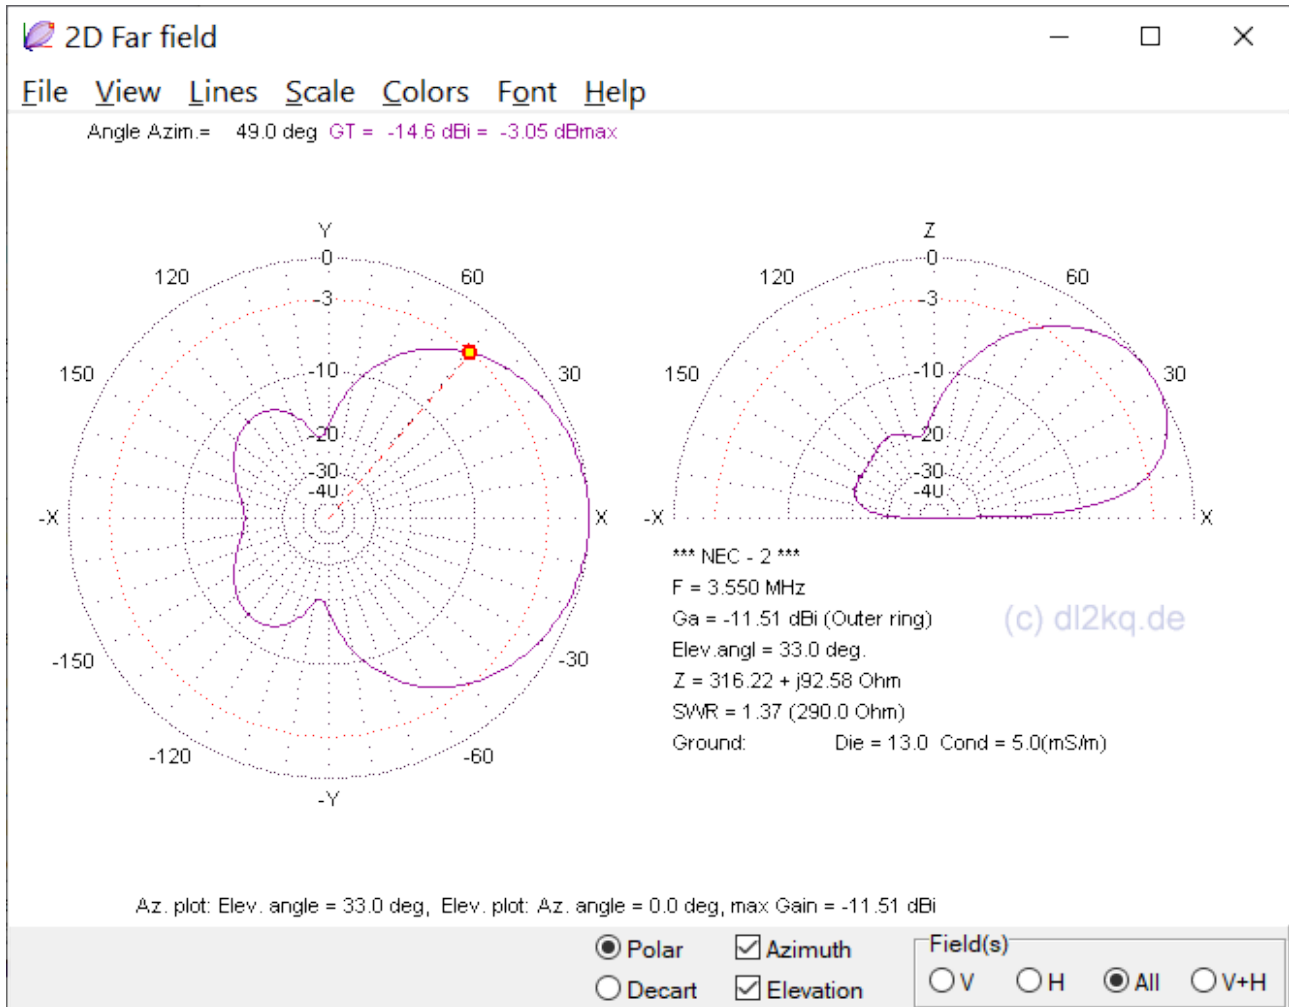 2D Far field
File View Lines Scale Colors Font Help
Angle Azim.= 49.0 deg GT = -14.6 dBi = -3.05 dBmax
Y
0
-3
-10
-20
-30
-40
60
30
X
-30
-60
-Y
-120
-150
-X
150
120
Z
0
-3
-10
-20
-30
-40
60
30
X
-X
150
120
*** NEC - 2 ***
F = 3.550 MHz
Ga = -11.51 dBi (Outer ring)
Elev.angl = 33.0 deg.
Z = 316.22 + j92.58 Ohm
SWR = 1.37 (290.0 Ohm)
Ground: Die = 13.0 Cond = 5.0(mS/m)
(c) dl2kq.de
Az. plot: Elev. angle = 33.0 deg, Elev. plot: Az. angle = 0.0 deg, max Gain = -11.51 dBi
Polar
Decart
Azimuth
Elevation
Field(s)
V H All V+H